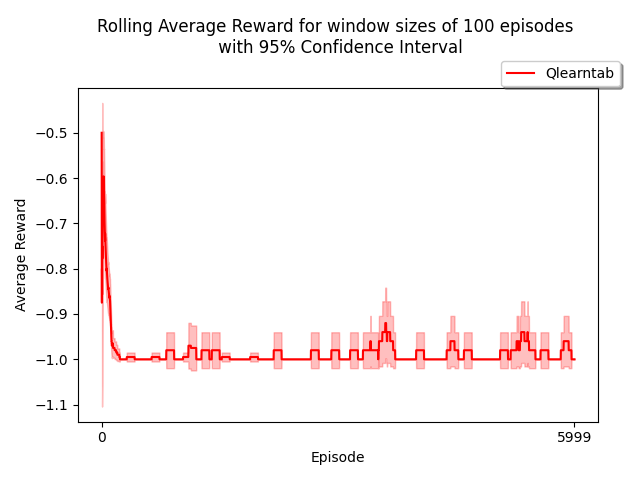 Rolling Average Reward for window sizes of 100 episodes
with 95% Confidence Interval
Qlearntab
−0.5
−0.6
−0.7
−0.8
−0.9
−1.0
−1.1
Average Reward
0
5999
Episode